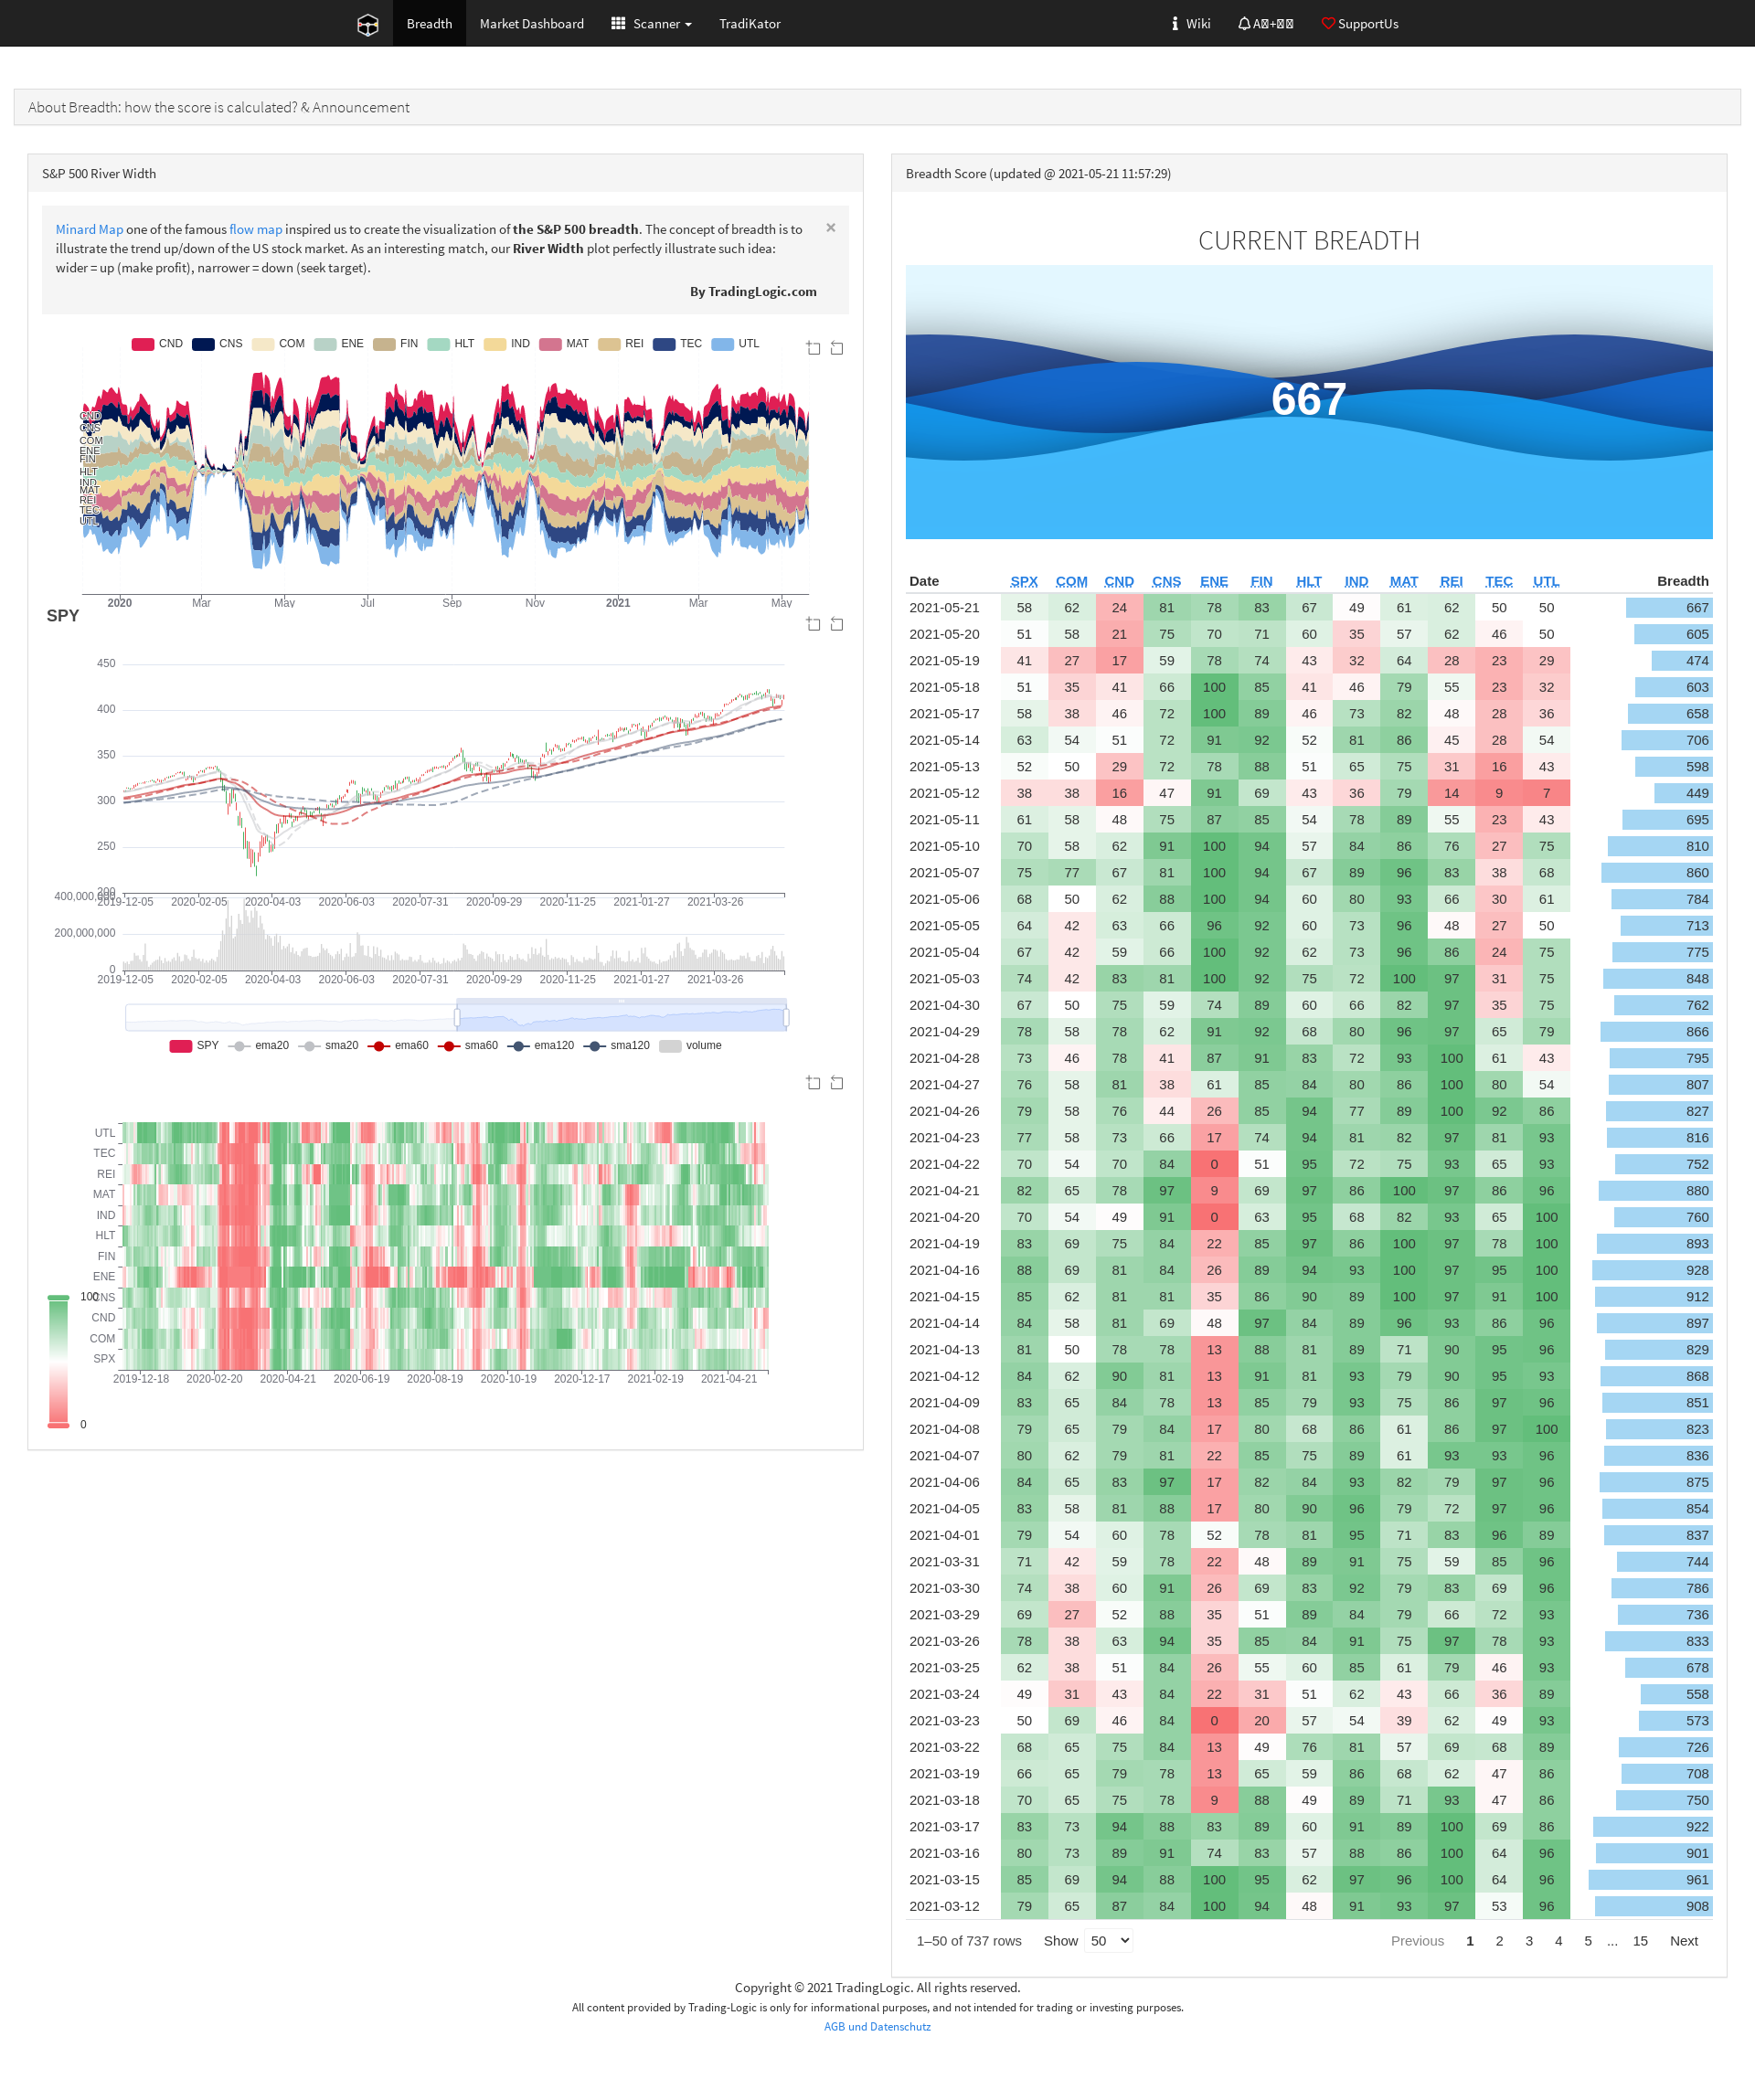 Breadth
Market Dashboard
Scanner
TradiKator
Wiki
SupportUs
About Breadth: how the score is calculated? & Announcement
S&P 500 River Width
Minard Map one of the famous flow map inspired us to create the visualization of the S&P 500 breadth. The concept of breadth is to
illustrate the trend up/down of the US stock market. As an interesting match, our River Width plot perfectly illustrate such idea:
wider = up (make profit), narrower = down (seek target).
By TradingLogic.com
×
CND CNS COM ENE FIN HLT IND MAT REI TEC UTL
CND
CNS
COM
ENE
FIN
HLT
IND
MAT
REI
TEC
UTL
2020 Mar May Jul Sep Nov 2021 Mar May
SPY
450
400
350
300
250
200
2019-12-05 2020-02-05 2020-04-03 2020-06-03 2020-07-31 2020-09-29 2020-11-25 2021-01-27 2021-03-26
400,000,000
200,000,000
0
2019-12-05 2020-02-05 2020-04-03 2020-06-03 2020-07-31 2020-09-29 2020-11-25 2021-01-27 2021-03-26
SPY ema20 sma20 ema60 sma60 ema120 sma120 volume
UTL
TEC
REI
MAT
IND
HLT
FIN
ENE
CNS
CND
COM
SPX
2019-12-18 2020-02-20 2020-04-21 2020-06-19 2020-08-19 2020-10-19 2020-12-17 2021-02-19 2021-04-21
100
0
Breadth Score (updated @ 2021-05-21 11:57:29)
CURRENT BREADTH
667
Date SPX COM CND CNS ENE FIN HLT IND MAT REI TEC UTL Breadth
2021-05-21 58 62 24 81 78 83 67 49 61 62 50 50 667
2021-05-20 51 58 21 75 70 71 60 35 57 62 46 50 605
2021-05-19 41 27 17 59 78 74 43 32 64 28 23 29 474
2021-05-18 51 35 41 66 100 85 41 46 79 55 23 32 603
2021-05-17 58 38 46 72 100 89 46 73 82 48 28 36 658
2021-05-14 63 54 51 72 91 92 52 81 86 45 28 54 706
2021-05-13 52 50 29 72 78 88 51 65 75 31 16 43 598
2021-05-12 38 38 16 47 91 69 43 36 79 14 9 7 449
2021-05-11 61 58 48 75 87 85 54 78 89 55 23 43 695
2021-05-10 70 58 62 91 100 94 57 84 86 76 27 75 810
2021-05-07 75 77 67 81 100 94 67 89 96 83 38 68 860
2021-05-06 68 50 62 88 100 94 60 80 93 66 30 61 784
2021-05-05 64 42 63 66 96 92 60 73 96 48 27 50 713
2021-05-04 67 42 59 66 100 92 62 73 96 86 24 75 775
2021-05-03 74 42 83 81 100 92 75 72 100 97 31 75 848
2021-04-30 67 50 75 59 74 89 60 66 82 97 35 75 762
2021-04-29 78 58 78 62 91 92 68 80 96 97 65 79 866
2021-04-28 73 46 78 41 87 91 83 72 93 100 61 43 795
2021-04-27 76 58 81 38 61 85 84 80 86 100 80 54 807
2021-04-26 79 58 76 44 26 85 94 77 89 100 92 86 827
2021-04-23 77 58 73 66 17 74 94 81 82 97 81 93 816
2021-04-22 70 54 70 84 0 51 95 72 75 93 65 93 752
2021-04-21 82 65 78 97 9 69 97 86 100 97 86 96 880
2021-04-20 70 54 49 91 0 63 95 68 82 93 65 100 760
2021-04-19 83 69 75 84 22 85 97 86 100 97 78 100 893
2021-04-16 88 69 81 84 26 89 94 93 100 97 95 100 928
2021-04-15 85 62 81 81 35 86 90 89 100 97 91 100 912
2021-04-14 84 58 81 69 48 97 84 89 96 93 86 96 897
2021-04-13 81 50 78 78 13 88 81 89 71 90 95 96 829
2021-04-12 84 62 90 81 13 91 81 93 79 90 95 93 868
2021-04-09 83 65 84 78 13 85 79 93 75 86 97 96 851
2021-04-08 79 65 79 84 17 80 68 86 61 86 97 100 823
2021-04-07 80 62 79 81 22 85 75 89 61 93 93 96 836
2021-04-06 84 65 83 97 17 82 84 93 82 79 97 96 875
2021-04-05 83 58 81 88 17 80 90 96 79 72 97 96 854
2021-04-01 79 54 60 78 52 78 81 95 71 83 96 89 837
2021-03-31 71 42 59 78 22 48 89 91 75 59 85 96 744
2021-03-30 74 38 60 91 26 69 83 92 79 83 69 96 786
2021-03-29 69 27 52 88 35 51 89 84 79 66 72 93 736
2021-03-26 78 38 63 94 35 85 84 91 75 97 78 93 833
2021-03-25 62 38 51 84 26 55 60 85 61 79 46 93 678
2021-03-24 49 31 43 84 22 31 51 62 43 66 36 89 558
2021-03-23 50 69 46 84 0 20 57 54 39 62 49 93 573
2021-03-22 68 65 75 84 13 49 76 81 57 69 68 89 726
2021-03-19 66 65 79 78 13 65 59 86 68 62 47 86 708
2021-03-18 70 65 75 78 9 88 49 89 71 93 47 86 750
2021-03-17 83 73 94 88 83 89 60 91 89 100 69 86 922
2021-03-16 80 73 89 91 74 83 57 88 86 100 64 96 901
2021-03-15 85 69 94 88 100 95 62 97 96 100 64 96 961
2021-03-12 79 65 87 84 100 94 48 91 93 97 53 96 908
1–50 of 737 rows Show 50 Previous 1 2 3 4 5 ... 15 Next
Copyright © 2021 TradingLogic. All rights reserved.
All content provided by Trading-Logic is only for informational purposes, and not intended for trading or investing purposes.
AGB und Datenschutz